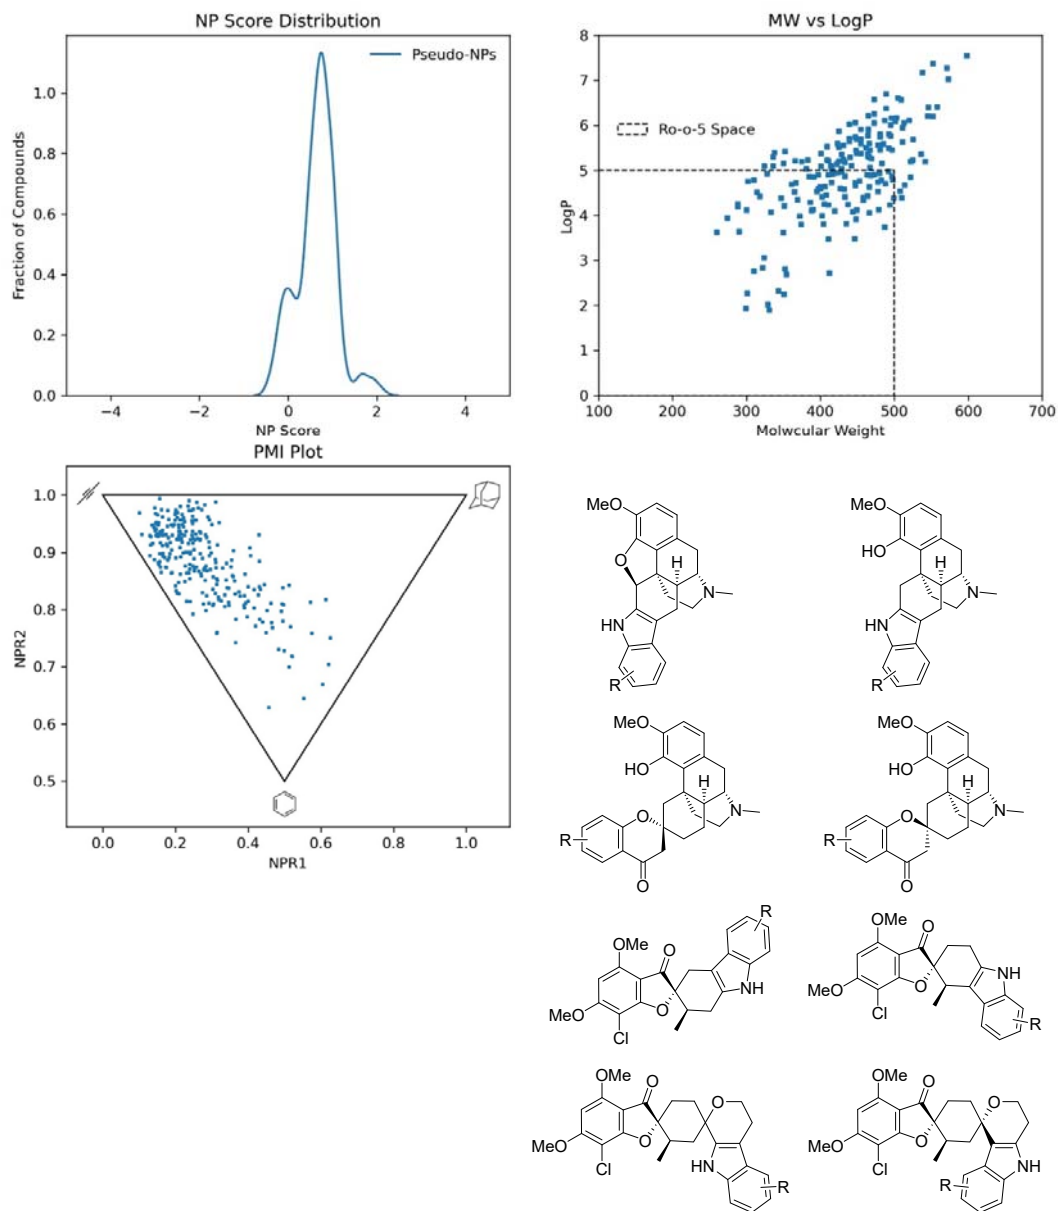 NP Score Distribution
Pseudo-NPs
Fraction of Compounds
1.0
0.8
0.6
0.4
0.2
0.0
−4
−2
0
2
4
NP Score
MW vs LogP
Ro-o-5 Space
LogP
8
7
6
5
4
3
2
1
0
100
200
300
400
500
600
700
Molwcular Weight
PMI Plot
NPR2
1.0
0.9
0.8
0.7
0.6
0.5
0.0
0.2
0.4
0.6
0.8
1.0
NPR1
MeO
O
H
N
HN
R
MeO
HO
H
N
HN
R
MeO
HO
H
N
O
R
O
MeO
HO
H
N
O
R
O
R
OMe
O
NH
MeO
O
Cl
OMe
O
NH
MeO
O
Cl
R
OMe
O
O
MeO
O
Cl
HN
R
OMe
O
O
MeO
O
Cl
NH
R